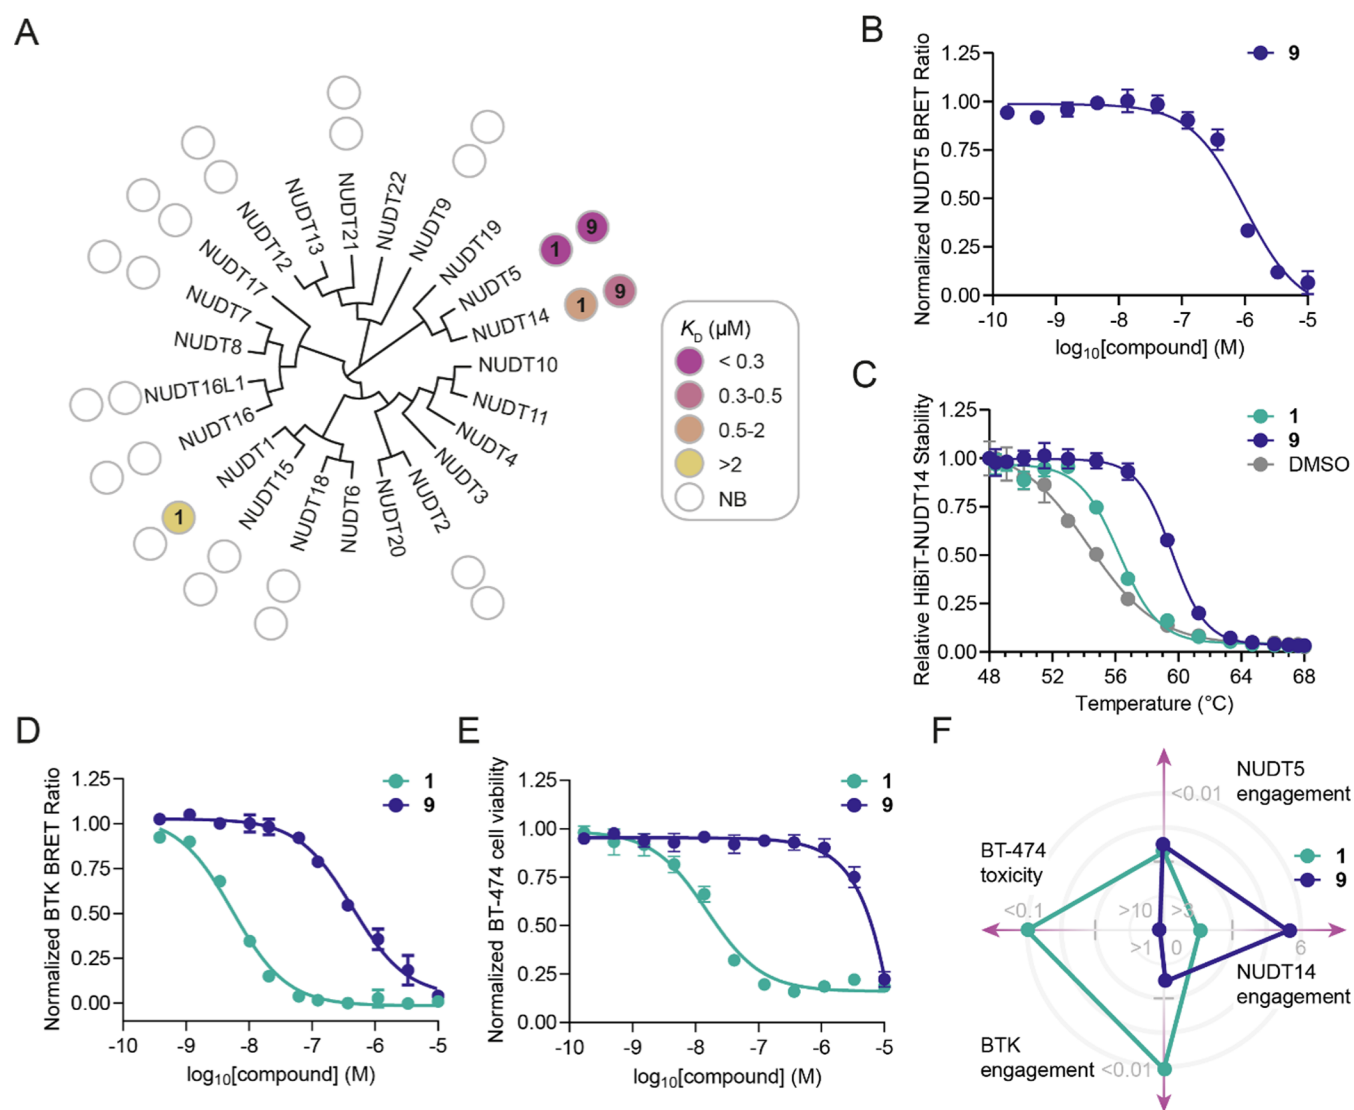 A
NUDT22
NUDT21
NUDT9
NUDT13
NUDT12
NUDT19
NUDT17
NUDT5
1
9
NUDT7
NUDT14
1
9
NUDT8
NUDT10
NUDT16L1
NUDT11
NUDT16
NUDT4
NUDT1
NUDT3
NUDT15
NUDT2
NUDT18
NUDT6
NUDT20
1
K_D (µM)
< 0.3
0.3-0.5
0.5-2
>2
NB
B
9
Normalized NUDT5 BRET Ratio
1.25
1.00
0.75
0.50
0.25
0.00
-10 -9 -8 -7 -6 -5
log10[compound] (M)
C
1
9
DMSO
Relative HiBiT-NUDT14 Stability
1.25
1.00
0.75
0.50
0.25
0.00
48 52 56 60 64 68
Temperature (°C)
D
1
9
Normalized BTK BRET Ratio
1.25
1.00
0.75
0.50
0.25
0.00
-10 -9 -8 -7 -6 -5
log10[compound] (M)
E
1
9
Normalized BT-474 cell viability
1.25
1.00
0.75
0.50
0.25
0.00
-10 -9 -8 -7 -6 -5
log10[compound] (M)
F
NUDT5
engagement
<0.01
BT-474
toxicity
1
9
<0.1
>10
>3
>1
0
6
NUDT14
engagement
BTK
engagement
<0.01